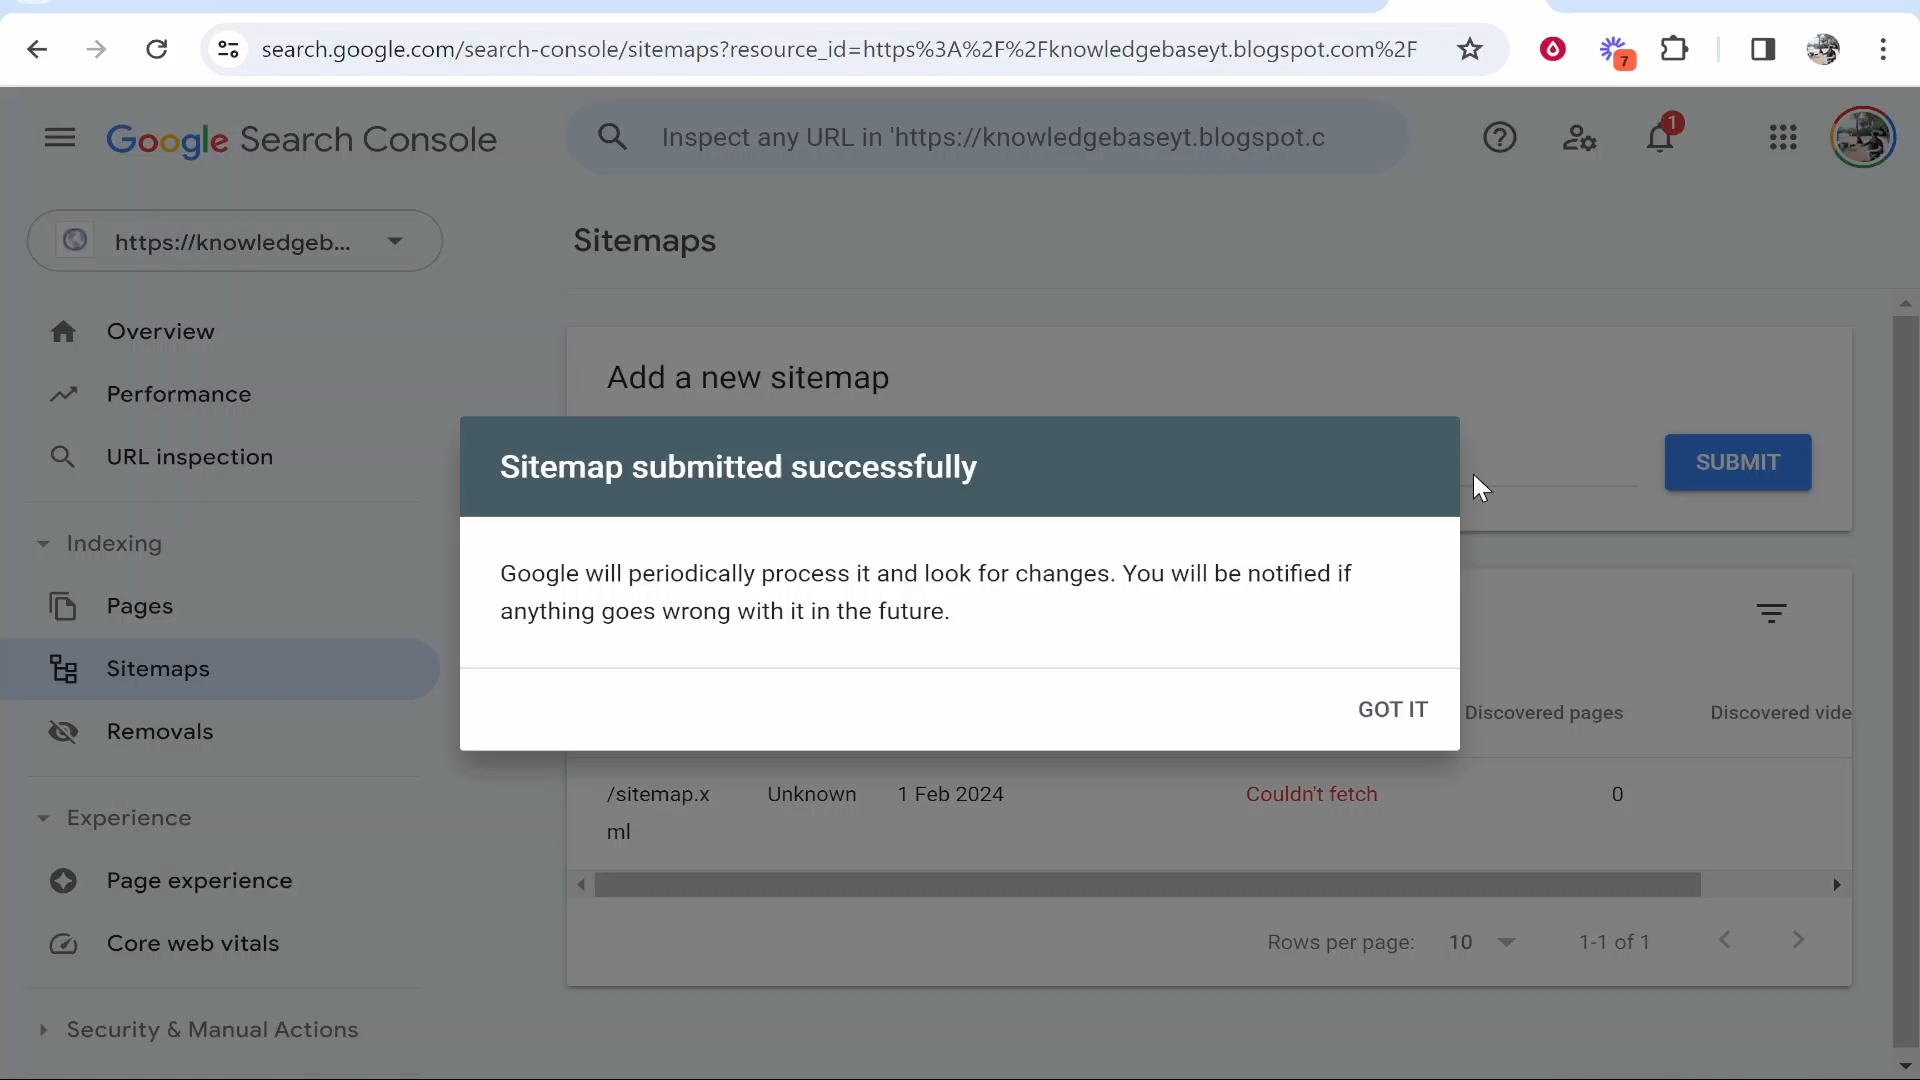 search.google.com/search-console/sitemaps?resource_id=https%3A%2F%2Fknowledgebaseyt.blogspot.com%2F
7
Google Search Console
Inspect any URL in 'https://knowledgebaseyt.blogspot.c
1
https://knowledgeb...
Sitemaps
Overview
Performance
URL inspection
Indexing
Pages
Sitemaps
Removals
Experience
Page experience
Core web vitals
Security & Manual Actions
Add a new sitemap
SUBMIT
Sitemap submitted successfully
Google will periodically process it and look for changes. You will be notified if
anything goes wrong with it in the future.
GOT IT
Discovered pages Discovered vide
/sitemap.x Unknown 1 Feb 2024 Couldn't fetch 0
ml
Rows per page: 10 1-1 of 1